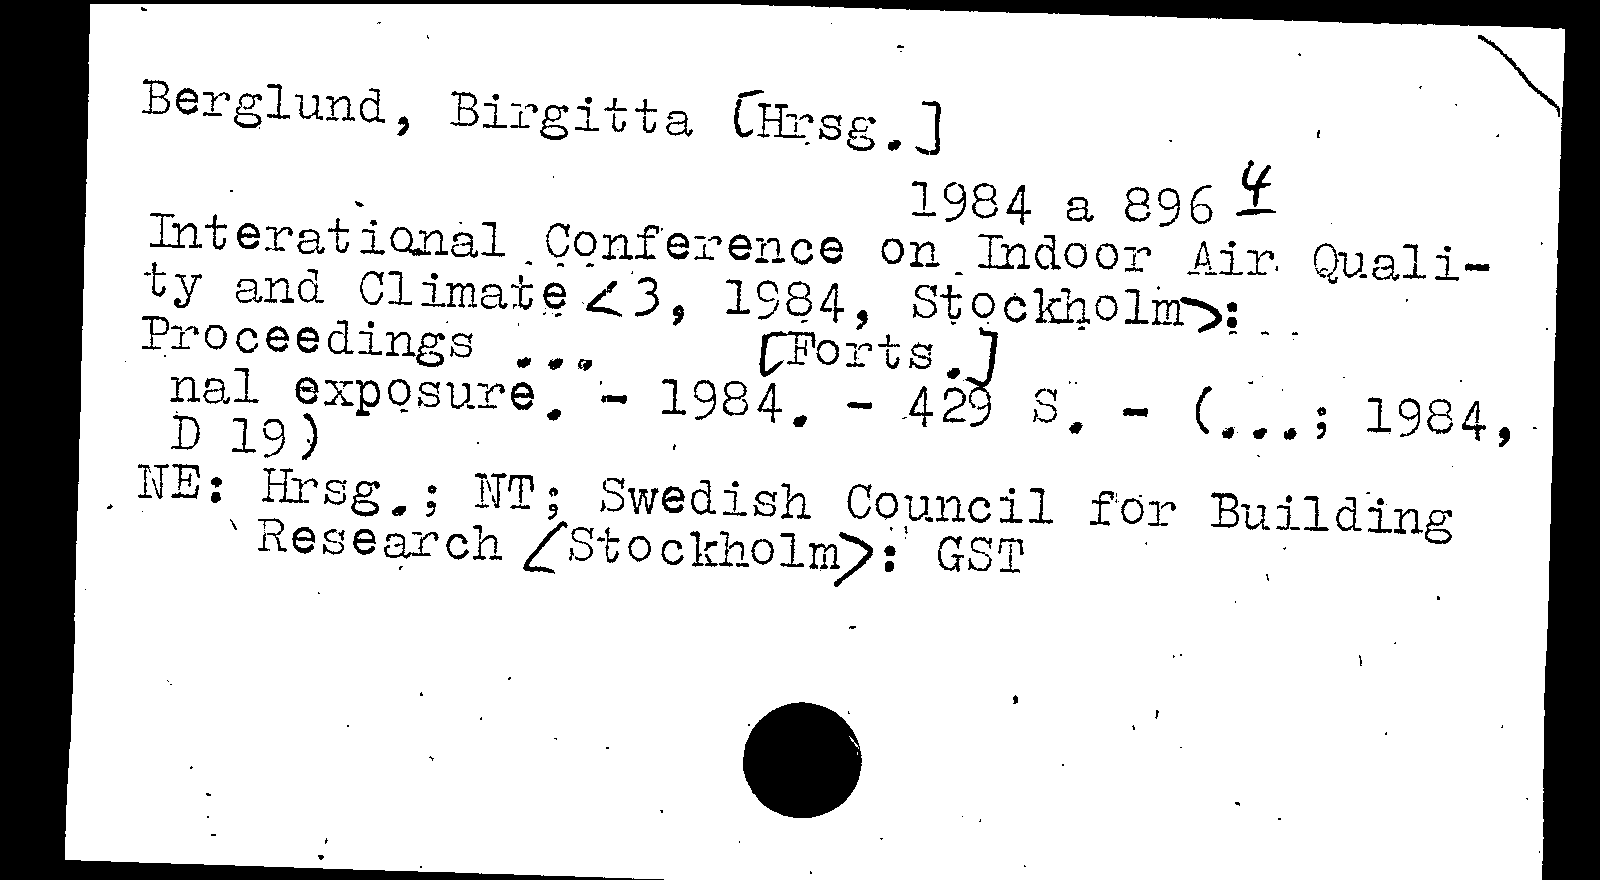 Berglund, Birgitta [Hrsg.]
1984 a 896 4
Interational Conference on Indoor Air Quali-
ty and Climate <3, 1984, Stockholm>:
Proceedings ... [Forts.]
nal exposure. - 1984. - 429 S. - (...; 1984,
D 19)
NE: Hrsg.; NT; Swedish Council for Building
Research <Stockholm>: GST